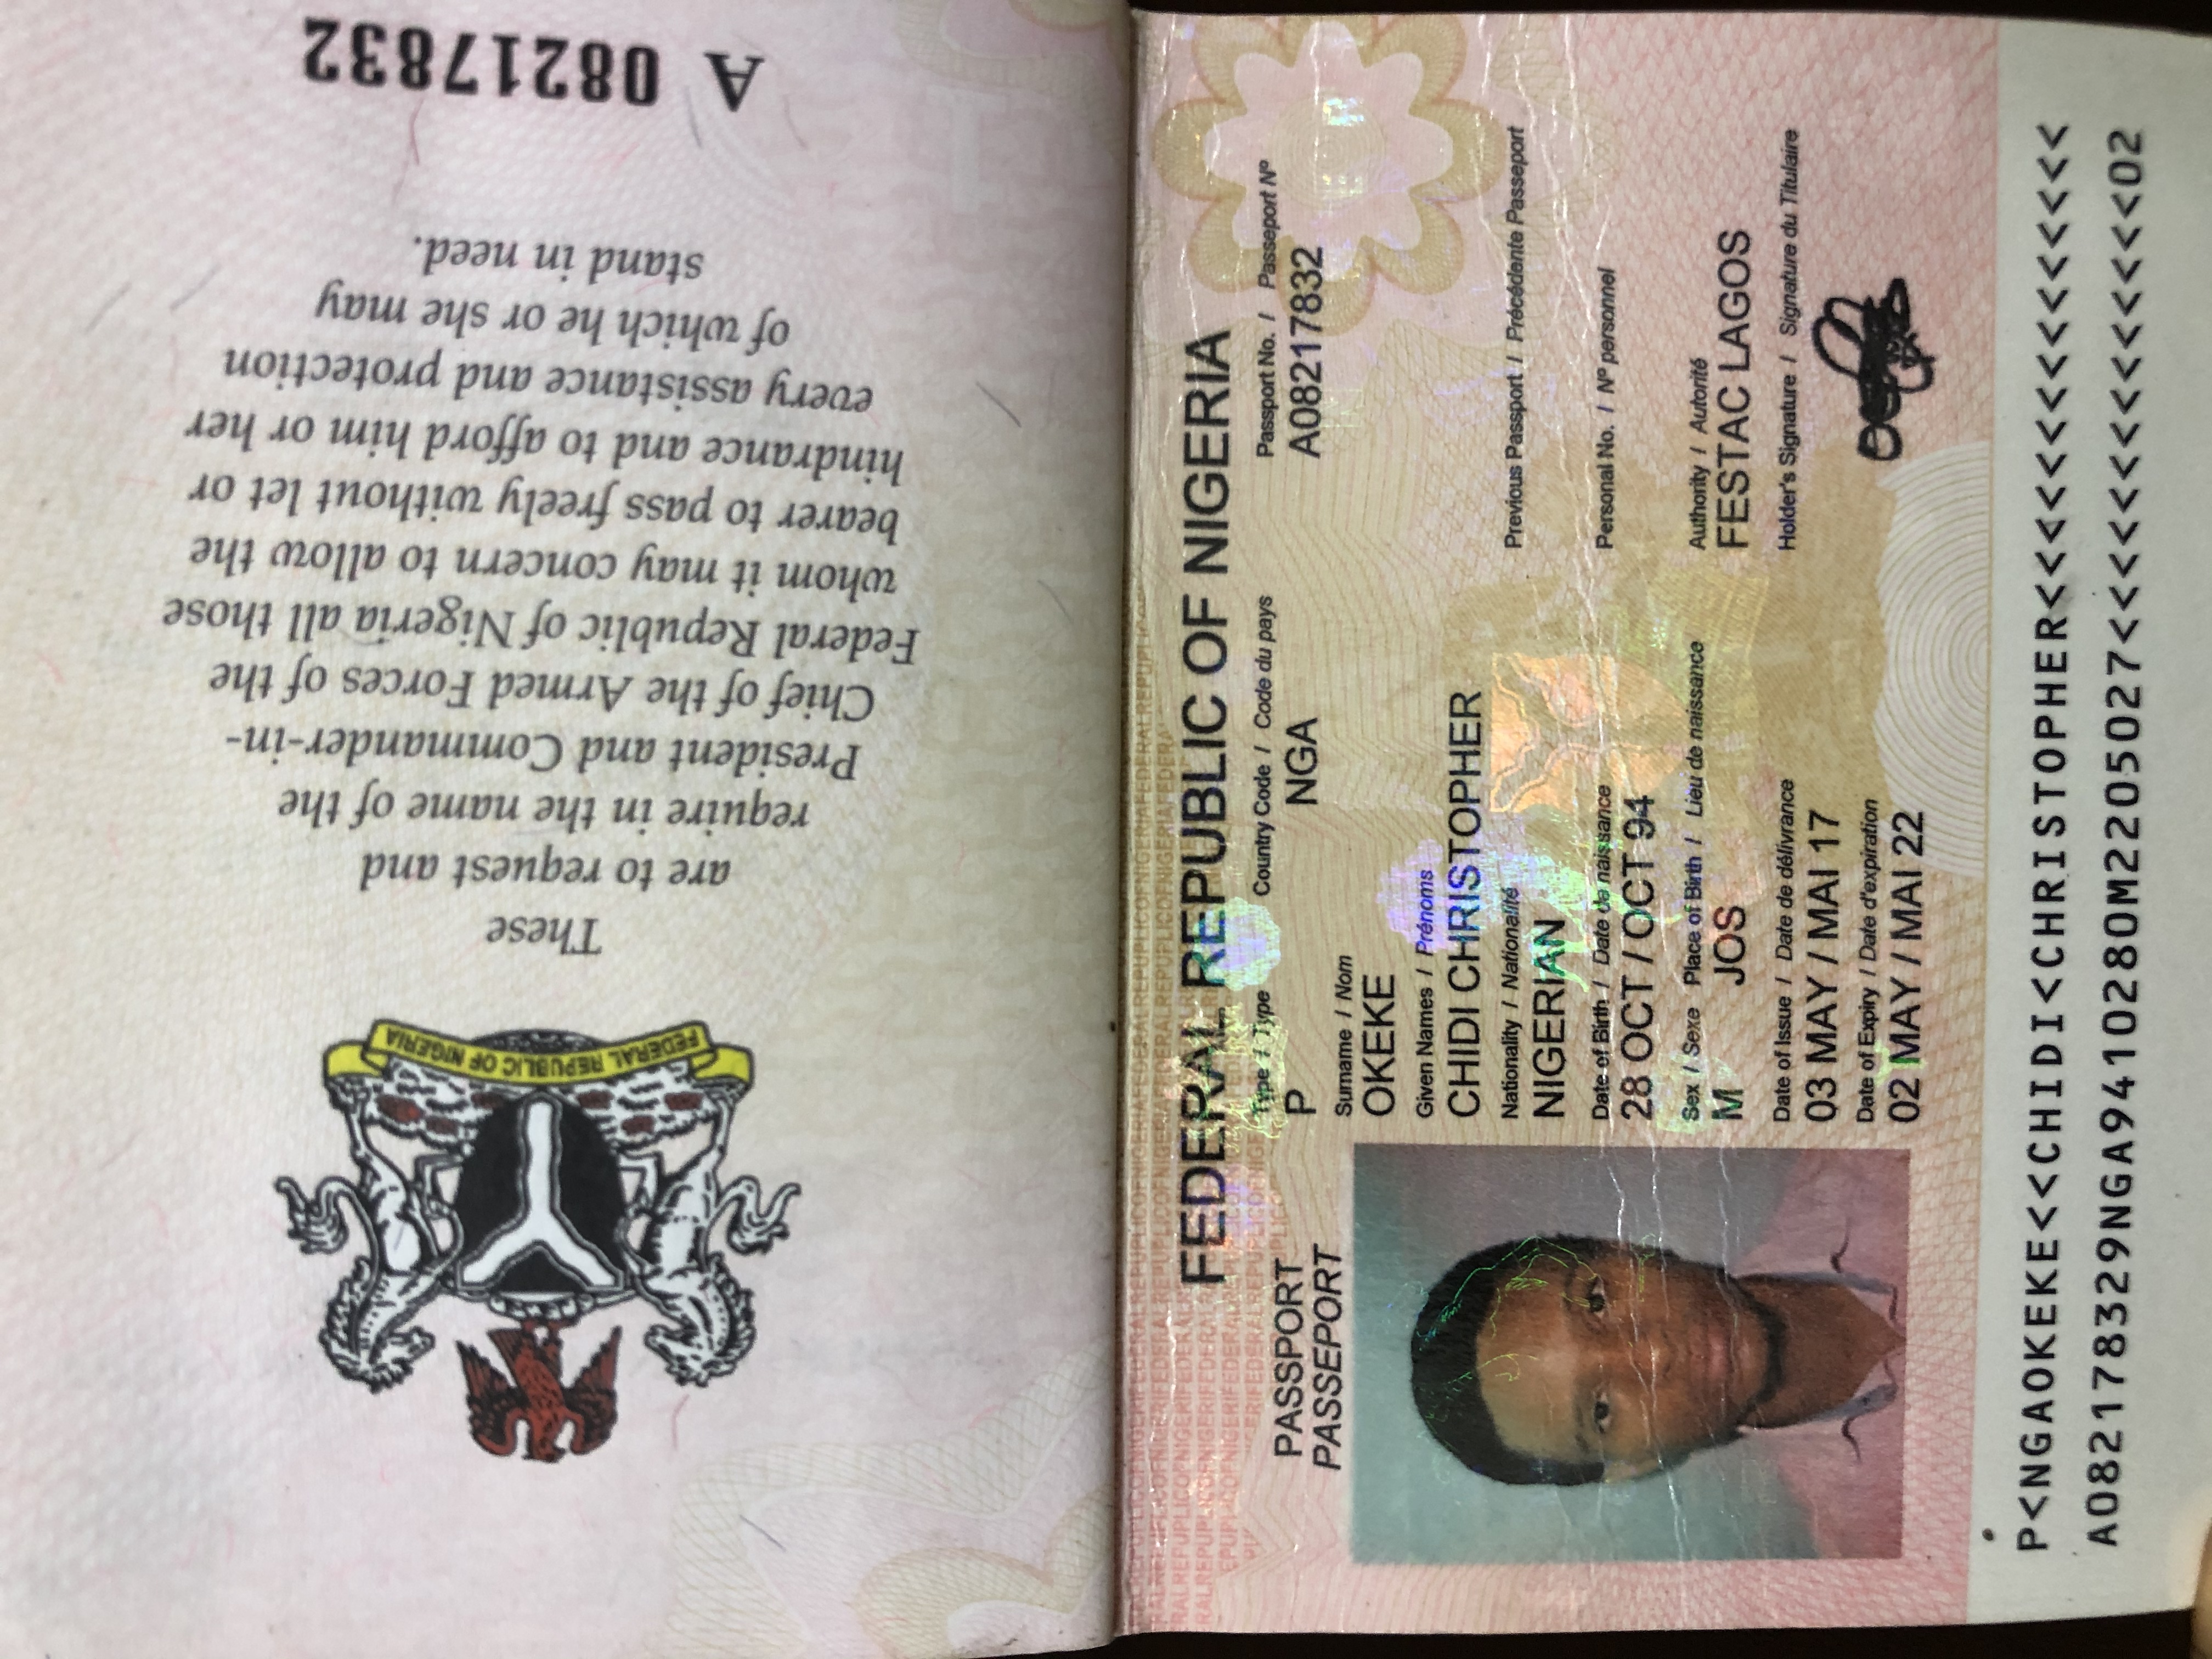 FEDERAL REPUBLIC OF NIGERIA
These
are to request and
require in the name of the
President and Commander-in-
Chief of the Armed Forces of the
Federal Republic of Nigeria all those
whom it may concern to allow the
bearer to pass freely without let or
hindrance and to afford him or her
every assistance and protection
of which he or she may
stand in need.
A 08217832
FEDERAL REPUBLIC OF NIGERIA
PASSPORT
PASSEPORT
Type / Type
Country Code / Code du pays
Passport No. / Passeport Nº
P
NGA
A08217832
Surname / Nom
OKEKE
Given Names / Prénoms
CHIDI CHRISTOPHER
Nationality / Nationalité
NIGERIAN
Previous Passport / Précédente Passeport
Date of Birth / Date de naissance
28 OCT / OCT 94
Personal No. / Nº personnel
Sex / Sexe Place of Birth / Lieu de naissance
M JOS
Authority / Autorité
FESTAC LAGOS
Date of Issue / Date de délivrance
03 MAY / MAI 17
Holder's Signature / Signature du Titulaire
Date of Expiry / Date d'expiration
02 MAY / MAI 22
P<NGAOKEKE<<CHIDI<CHRISTOPHER<<<<<<<<<<<<<<<
A082178329NGA9410280M2205027<<<<<<<<<<<<<<02